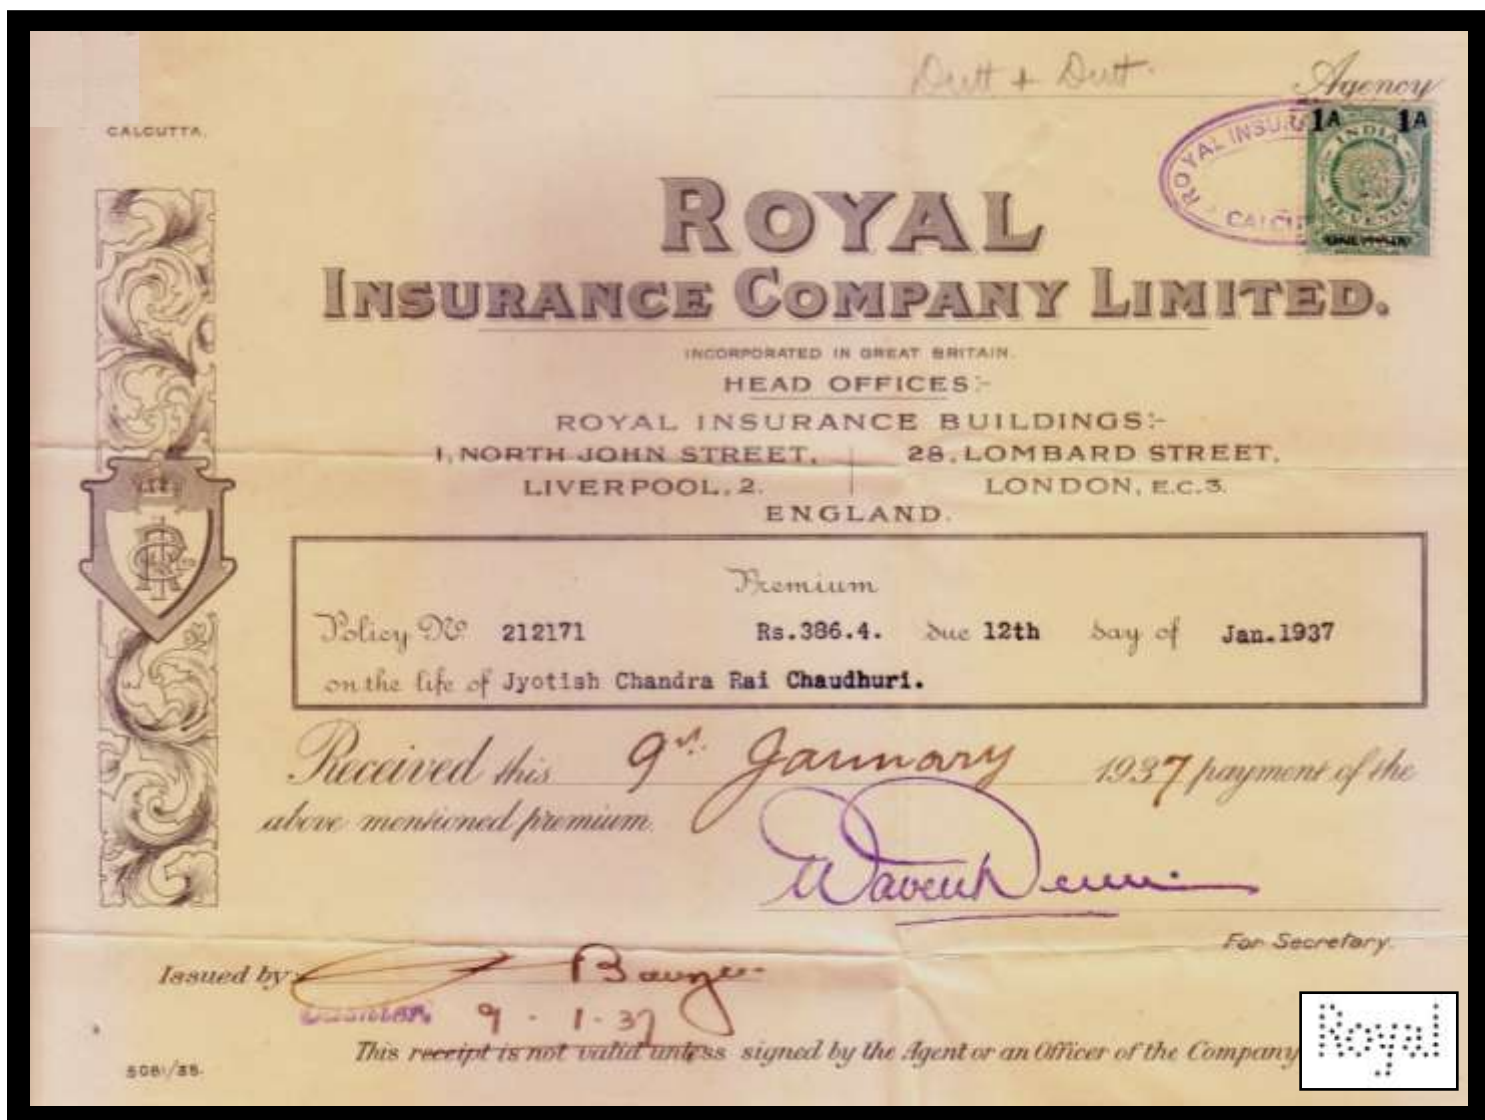 Dutt + Dutt. Agency
CALCUTTA.
1A 1A
INDIA
REVENUE
ROYAL INSURA
CALCU
ROYAL
INSURANCE COMPANY LIMITED.
INCORPORATED IN GREAT BRITAIN.
HEAD OFFICES:-
ROYAL INSURANCE BUILDINGS:-
1, NORTH JOHN STREET, 28, LOMBARD STREET,
LIVERPOOL, 2. LONDON, E.C.3.
ENGLAND.
Premium
Policy No 212171 Rs.386.4. due 12th day of Jan.1937
on the life of Jyotish Chandra Rai Chaudhuri.
Received this 9th January 1937 payment of the
above mentioned premium.
For Secretary.
Issued by
CASHIER 9-1-37
This receipt is not valid unless signed by the Agent or an Officer of the Company
Royal